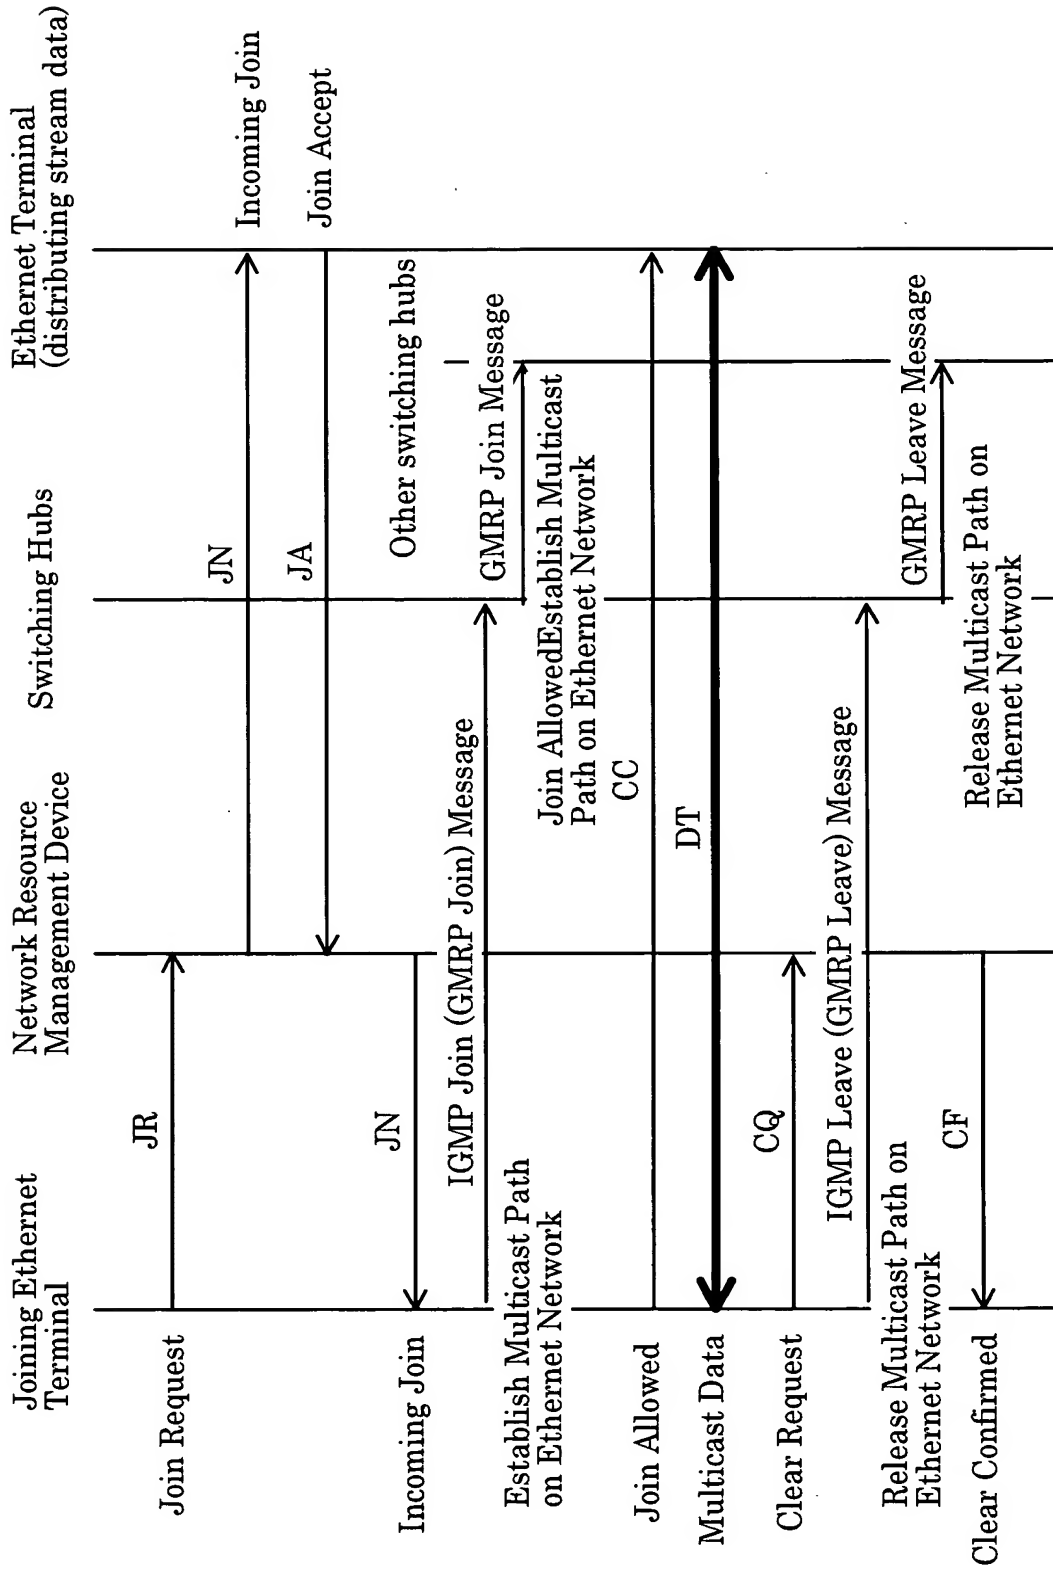 Joining Ethernet
Terminal
Network Resource
Management Device
Switching Hubs
Ethernet Terminal
(distributing stream data)
Join Request
JR
JN
Incoming Join
JA
Join Accept
Incoming Join
JN
Other switching hubs
IGMP Join (GMRP Join) Message
GMRP Join Message
Establish Multicast Path
on Ethernet Network
Join AllowedEstablish Multicast
Path on Ethernet Network
Join Allowed
CC
Multicast Data
DT
Clear Request
CQ
IGMP Leave (GMRP Leave) Message
GMRP Leave Message
Release Multicast Path on
Ethernet Network
Release Multicast Path on
Ethernet Network
Clear Confirmed
CF